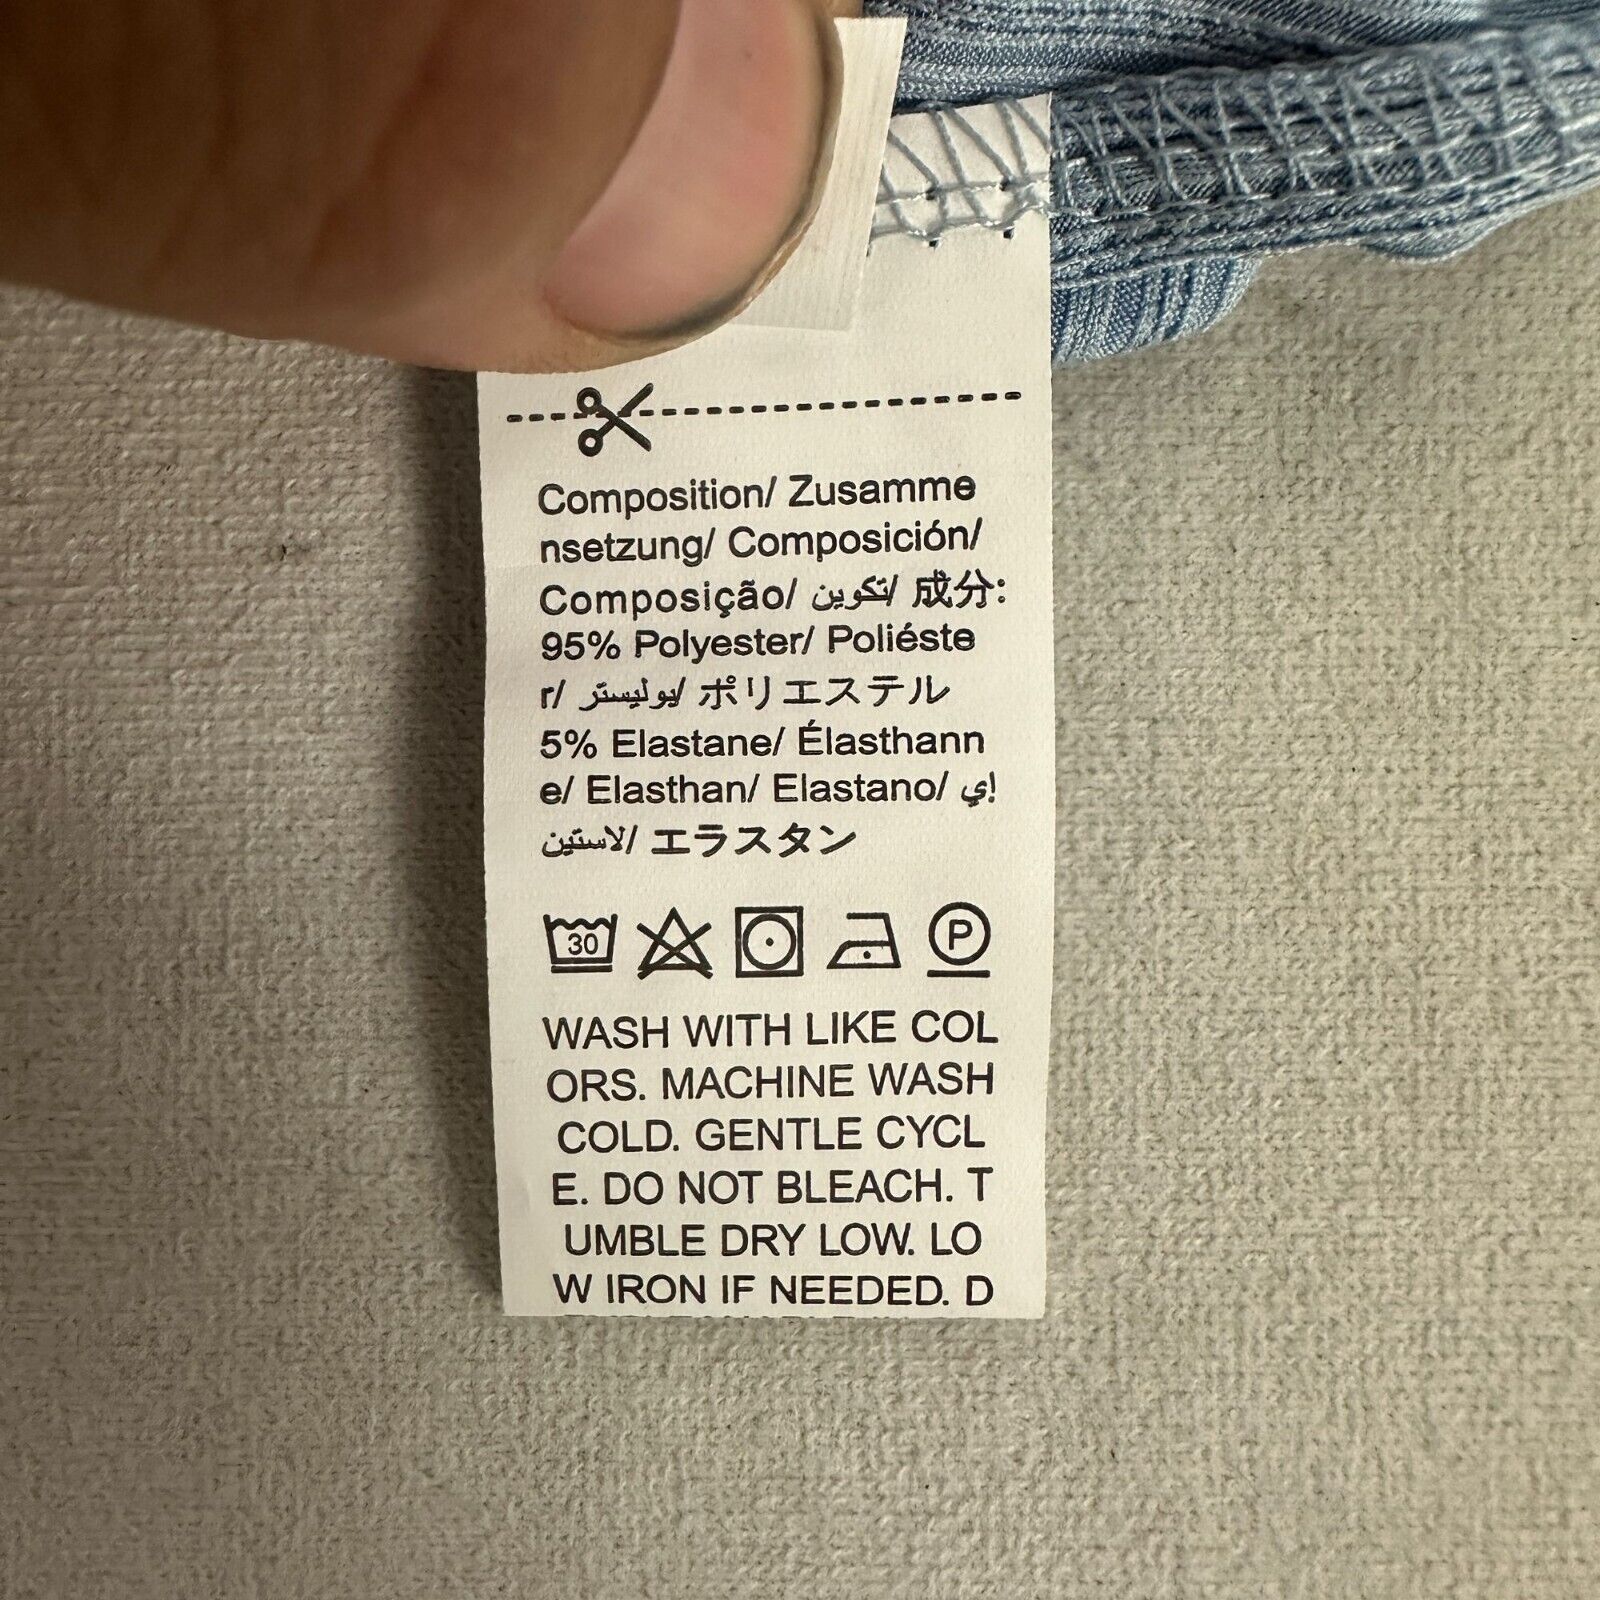 Composition/ Zusamme
nsetzung/ Composición/
Composição/ تكوين/ 成分:
95% Polyester/ Poliéste
r/ يوليستر/ ポリエステル
5% Elastane/ Élasthann
e/ Elasthan/ Elastano/ إي
لاستين/ エラスタン
30 P
WASH WITH LIKE COL
ORS. MACHINE WASH
COLD. GENTLE CYCL
E. DO NOT BLEACH. T
UMBLE DRY LOW. LO
W IRON IF NEEDED. D